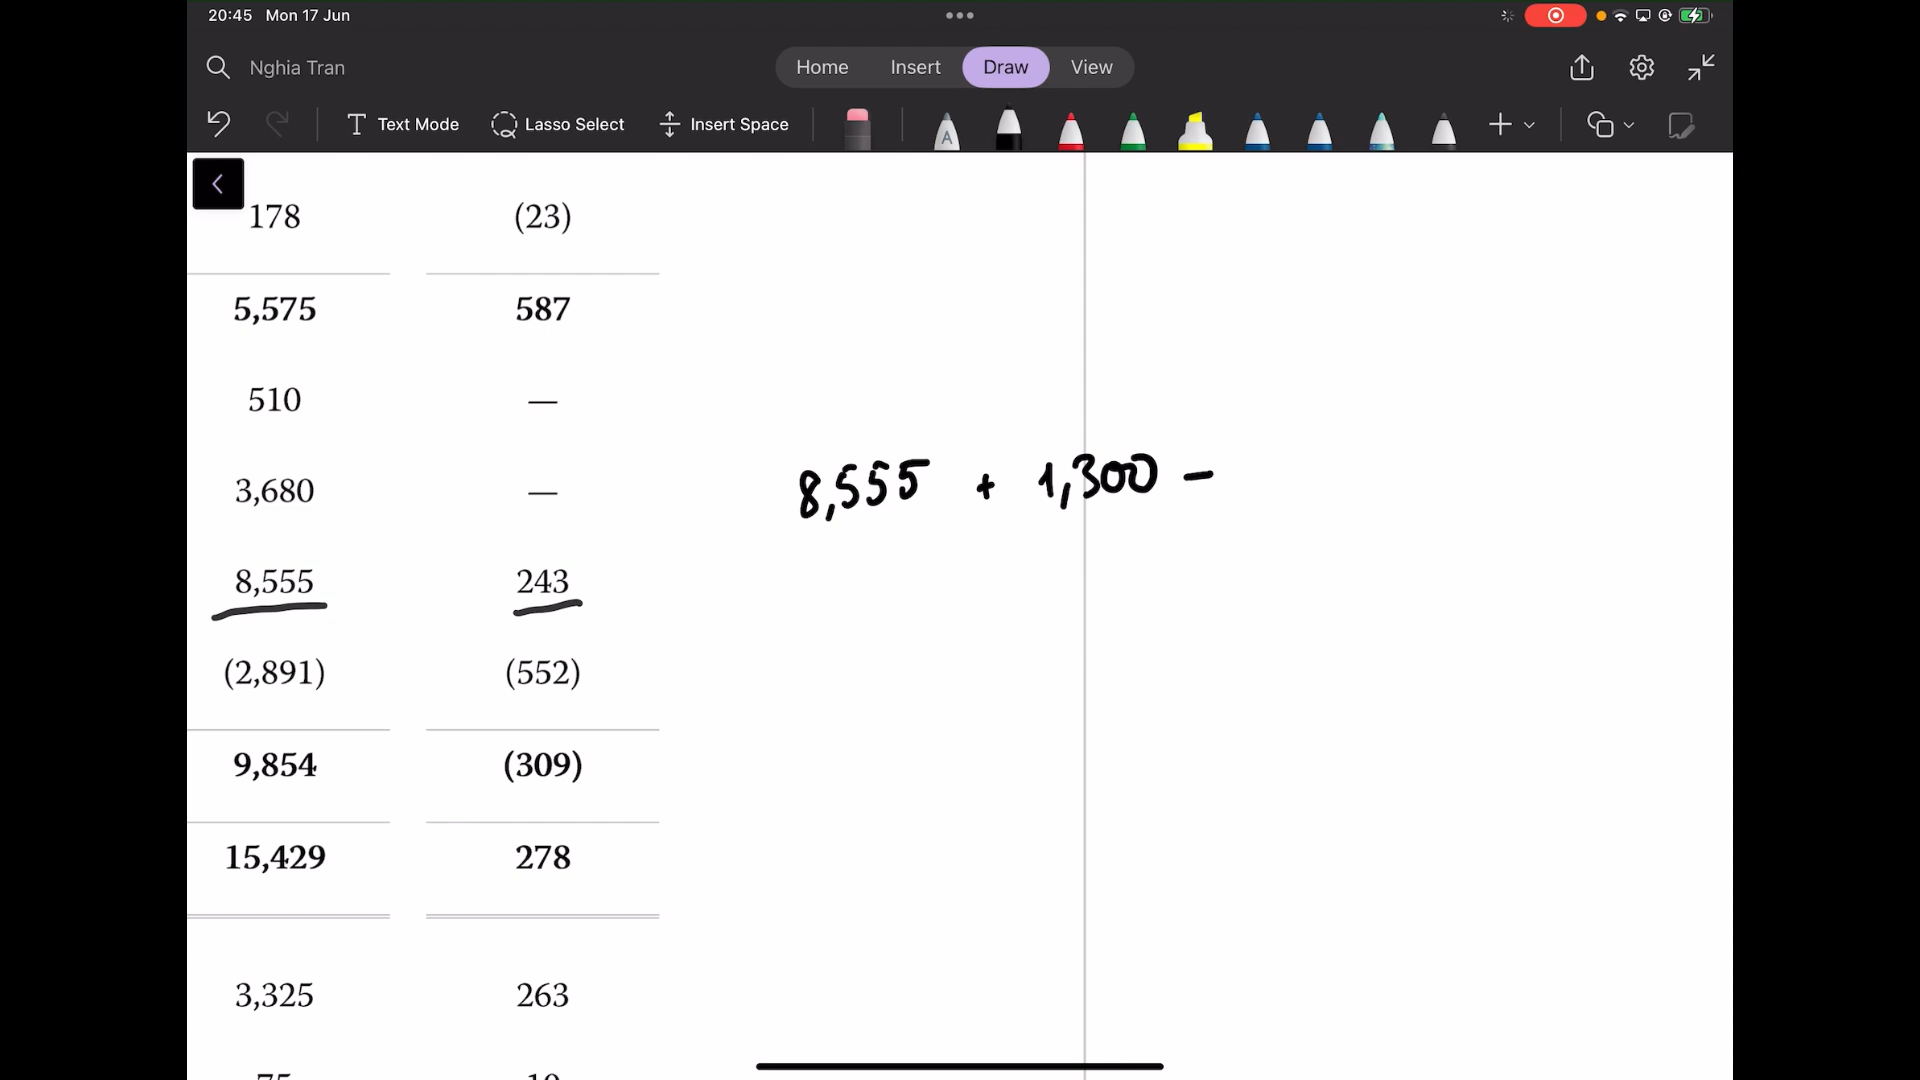 20:45 Mon 17 Jun
Nghia Tran
Home Insert Draw View
Text Mode Lasso Select Insert Space A
178 (23)
5,575 587
510 —
3,680 —
8,555 + 1,300 –
8,555 243
(2,891) (552)
9,854 (309)
15,429 278
3,325 263